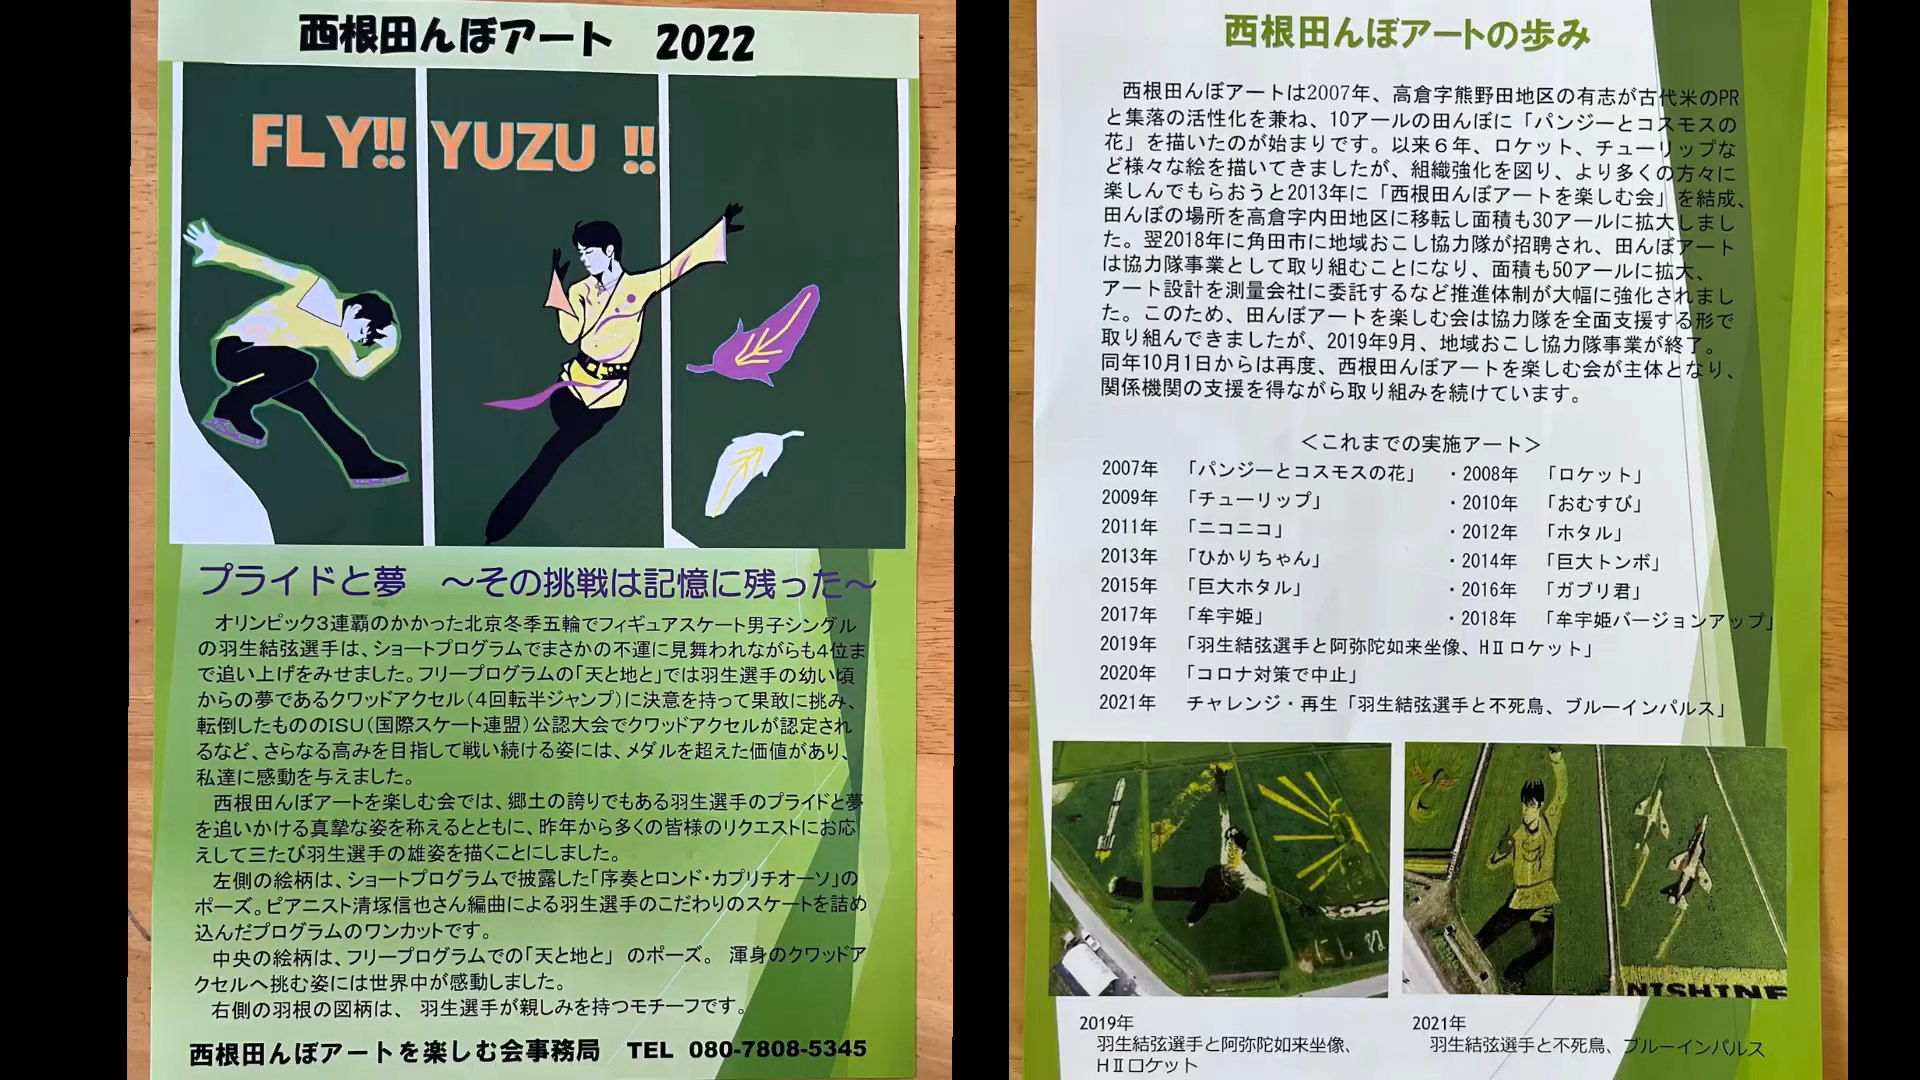 西根田んぼアート 2022
FLY!! YUZU !!
プライドと夢 ～その挑戦は記憶に残った～
オリンピック3連覇のかかった北京冬季五輪でフィギュアスケート男子シングル
の羽生結弦選手は、ショートプログラムでまさかの不運に見舞われながらも4位ま
で追い上げをみせました。フリープログラムの「天と地と」では羽生選手の幼い頃
からの夢であるクワッドアクセル(4回転半ジャンプ)に決意を持って果敢に挑み、
転倒したもののISU(国際スケート連盟)公認大会でクワッドアクセルが認定され
るなど、さらなる高みを目指して戦い続ける姿には、メダルを超えた価値があり、
私達に感動を与えました。
西根田んぼアートを楽しむ会では、郷土の誇りでもある羽生選手のプライドと夢
を追いかける真摯な姿を称えるとともに、昨年から多くの皆様のリクエストにお応
えして三たび羽生選手の雄姿を描くことにしました。
左側の絵柄は、ショートプログラムで披露した「序奏とロンド・カプリチオーソ」の
ポーズ。ピアニスト清塚信也さん編曲による羽生選手のこだわりのスケートを詰め
込んだプログラムのワンカットです。
中央の絵柄は、フリープログラムでの「天と地と」 のポーズ。 渾身のクワッドア
クセルへ挑む姿には世界中が感動しました。
右側の羽根の図柄は、 羽生選手が親しみを持つモチーフです。
西根田んぼアートを楽しむ会事務局 TEL 080-7808-5345
西根田んぼアートの歩み
西根田んぼアートは2007年、高倉字熊野田地区の有志が古代米のPR
と集落の活性化を兼ね、10アールの田んぼに「パンジーとコスモスの
花」を描いたのが始まりです。以来6年、ロケット、チューリップな
ど様々な絵を描いてきましたが、組織強化を図り、より多くの方々に
楽しんでもらおうと2013年に「西根田んぼアートを楽しむ会」を結成、
田んぼの場所を高倉字内田地区に移転し面積も30アールに拡大しまし
た。翌2018年に角田市に地域おこし協力隊が招聘され、田んぼアート
は協力隊事業として取り組むことになり、面積も50アールに拡大、
アート設計を測量会社に委託するなど推進体制が大幅に強化されまし
た。このため、田んぼアートを楽しむ会は協力隊を全面支援する形で
取り組んできましたが、2019年9月、地域おこし協力隊事業が終了。
同年10月1日からは再度、西根田んぼアートを楽しむ会が主体となり、
関係機関の支援を得ながら取り組みを続けています。
＜これまでの実施アート＞
2007年 「パンジーとコスモスの花」 ・2008年 「ロケット」
2009年 「チューリップ」 ・2010年 「おむすび」
2011年 「ニコニコ」 ・2012年 「ホタル」
2013年 「ひかりちゃん」 ・2014年 「巨大トンボ」
2015年 「巨大ホタル」 ・2016年 「ガブリ君」
2017年 「牟宇姫」 ・2018年 「牟宇姫バージョンアップ」
2019年 「羽生結弦選手と阿弥陀如来坐像、HⅡロケット」
2020年 「コロナ対策で中止」
2021年 チャレンジ・再生「羽生結弦選手と不死鳥、ブルーインパルス」
にしね
NISHINE
2019年
羽生結弦選手と阿弥陀如来坐像、
HⅡロケット
2021年
羽生結弦選手と不死鳥、ブルーインパルス